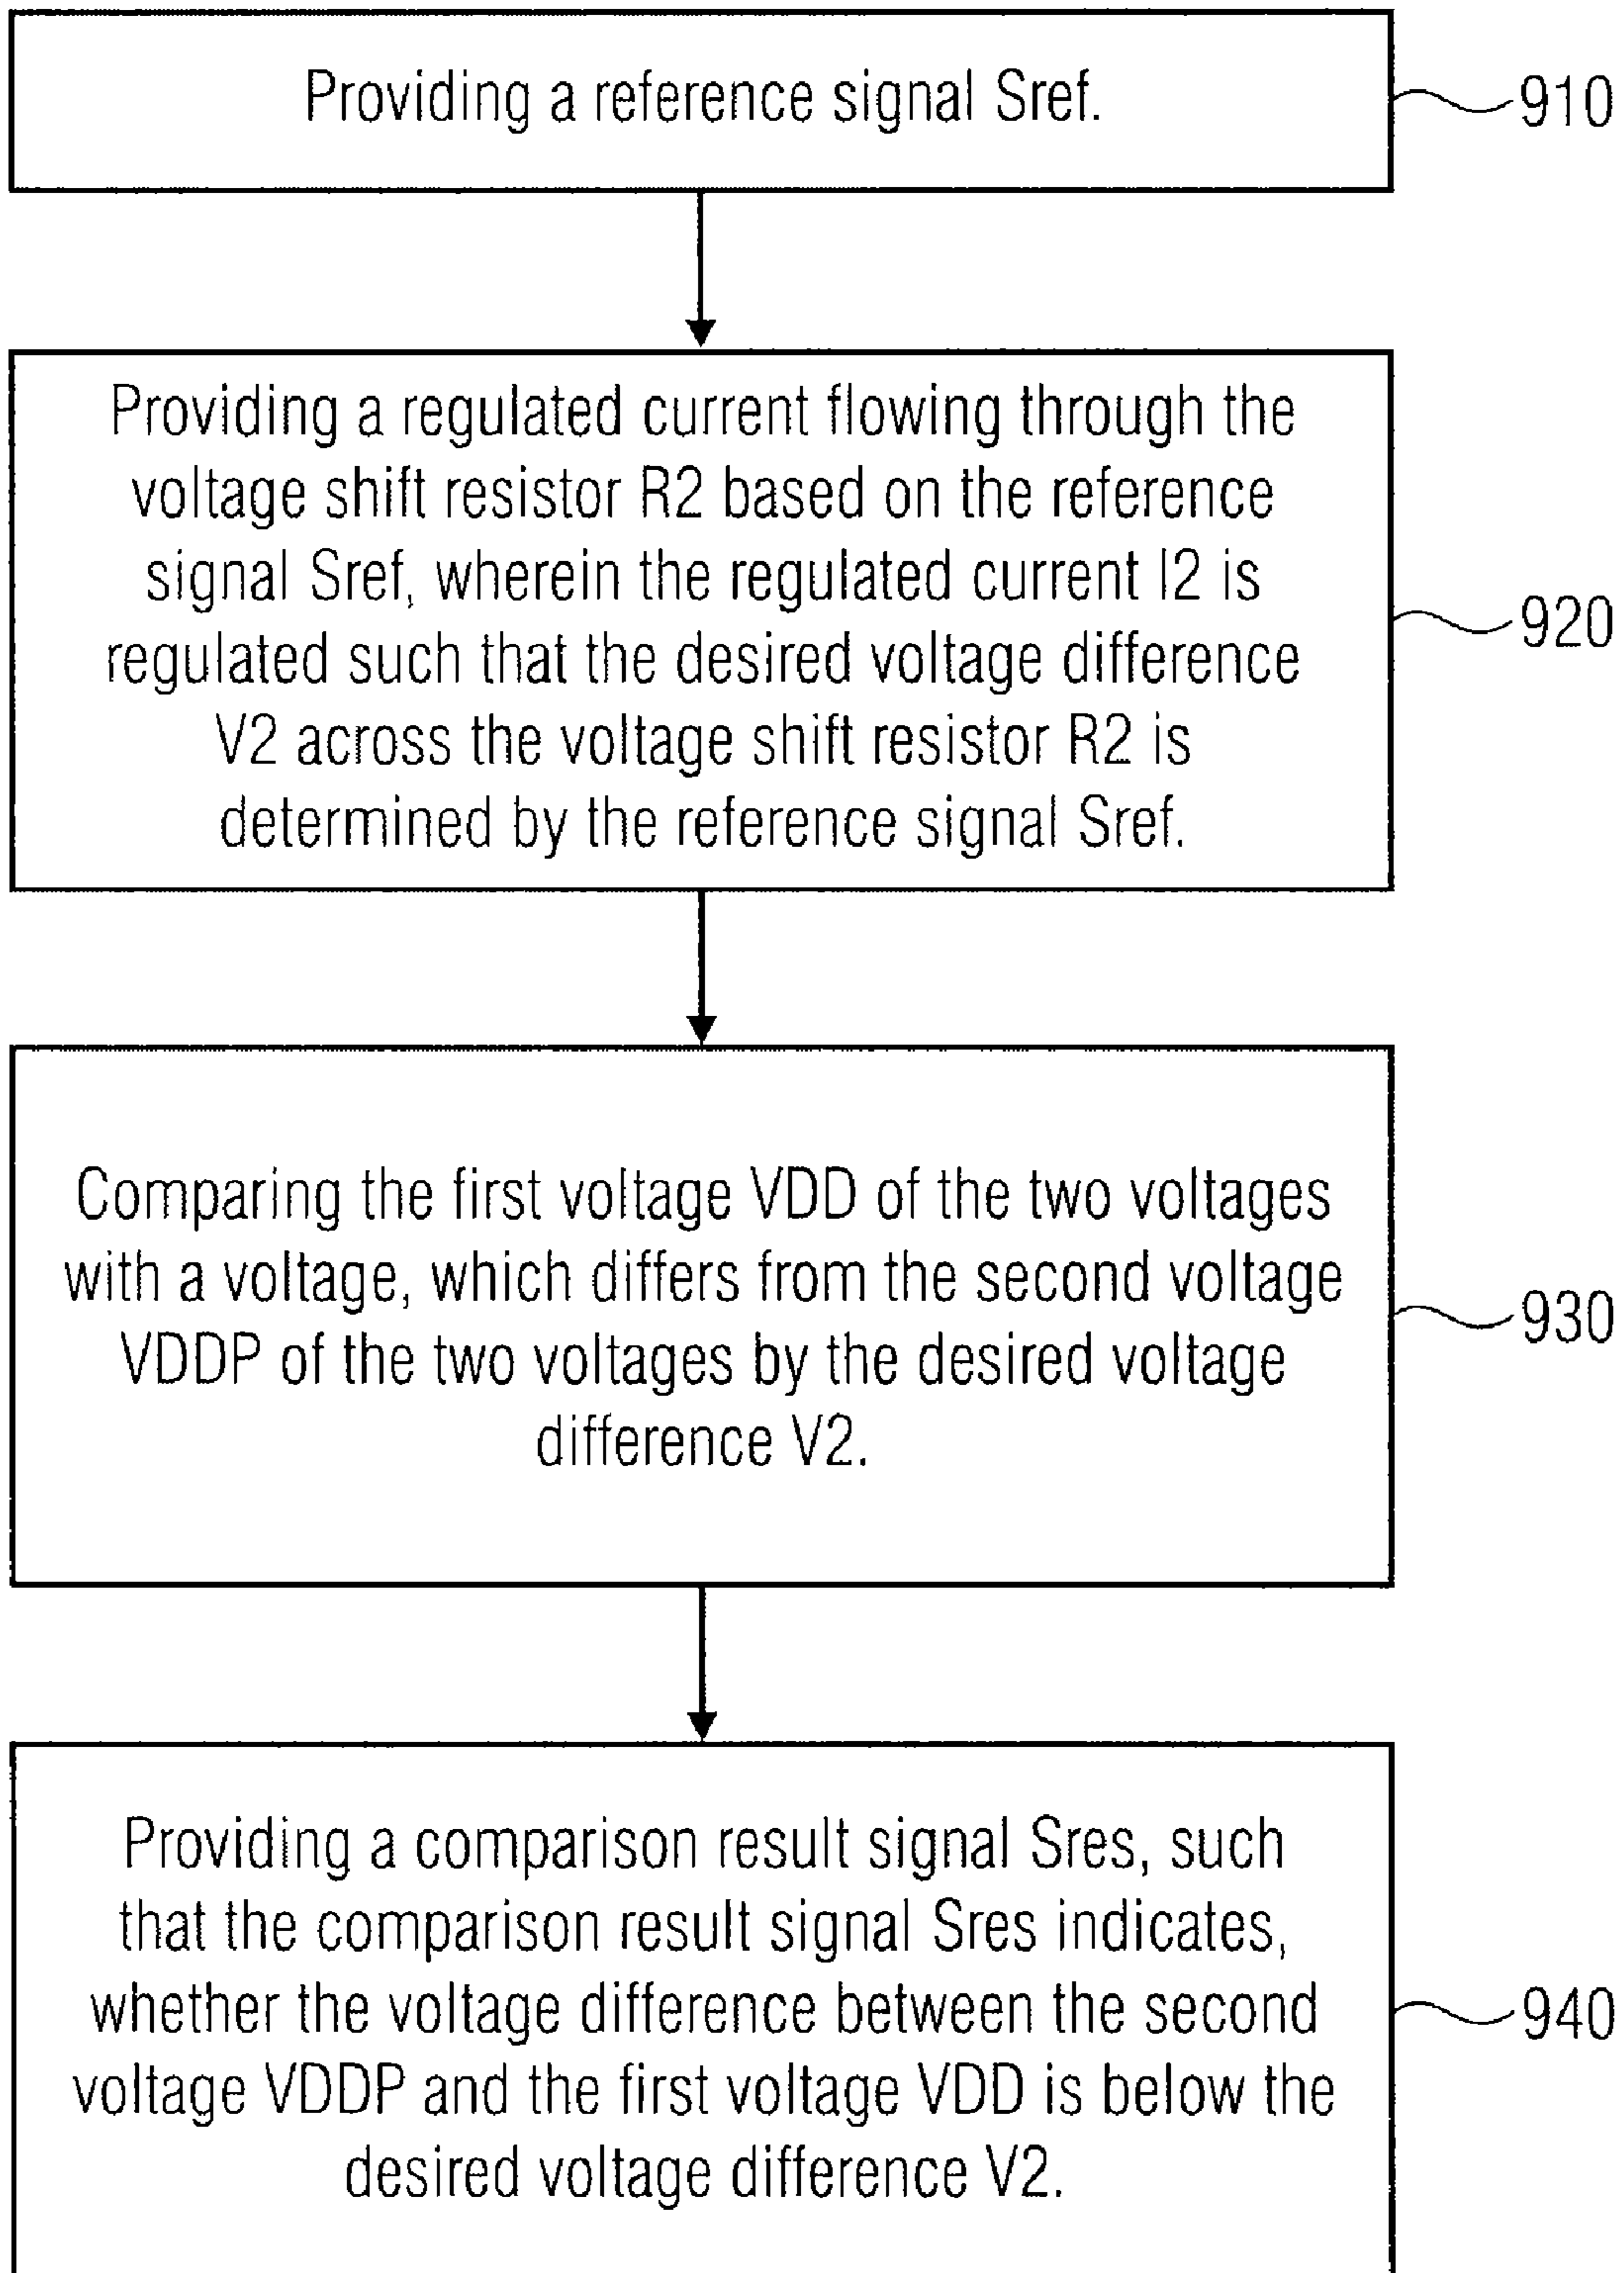 Providing a reference signal Sref.
910
Providing a regulated current flowing through the
voltage shift resistor R2 based on the reference
signal Sref, wherein the regulated current I2 is
regulated such that the desired voltage difference
V2 across the voltage shift resistor R2 is
determined by the reference signal Sref.
920
Comparing the first voltage VDD of the two voltages
with a voltage, which differs from the second voltage
VDDP of the two voltages by the desired voltage
difference V2.
930
Providing a comparison result signal Sres, such
that the comparison result signal Sres indicates,
whether the voltage difference between the second
voltage VDDP and the first voltage VDD is below the
desired voltage difference V2.
940